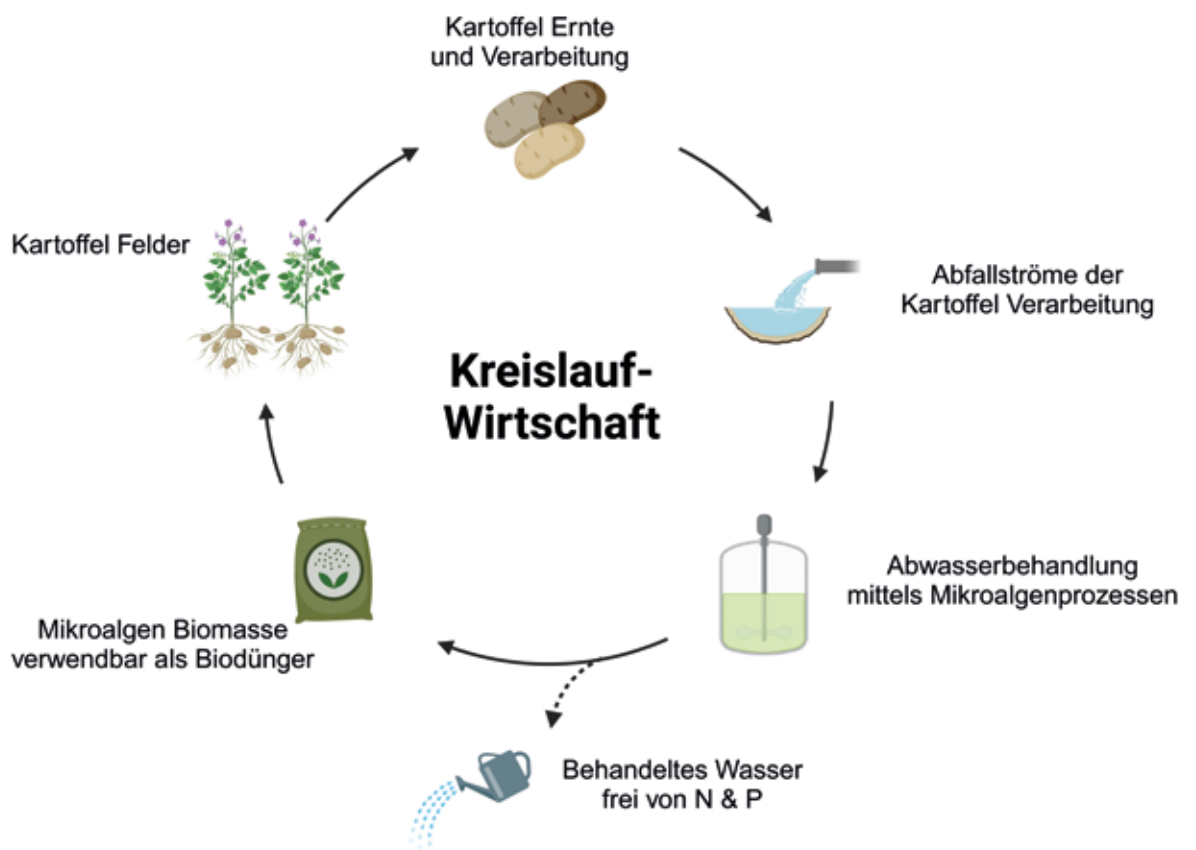 Kartoffel Ernte
und Verarbeitung
Kartoffel Felder
Abfallströme der
Kartoffel Verarbeitung
Kreislauf-
Wirtschaft
Abwasserbehandlung
mittels Mikroalgenprozessen
Mikroalgen Biomasse
verwendbar als Biodünger
Behandeltes Wasser
frei von N & P